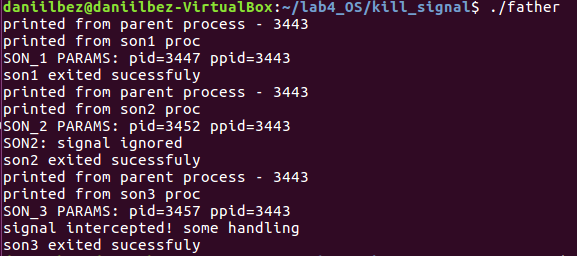 daniilbez@daniilbez-VirtualBox:~/lab4_OS/kill_signal$ ./father
printed from parent process - 3443
printed from son1 proc
SON_1 PARAMS: pid=3447 ppid=3443
son1 exited sucessfuly
printed from parent process - 3443
printed from son2 proc
SON_2 PARAMS: pid=3452 ppid=3443
SON2: signal ignored
son2 exited sucessfuly
printed from parent process - 3443
printed from son3 proc
SON_3 PARAMS: pid=3457 ppid=3443
signal intercepted! some handling
son3 exited sucessfuly